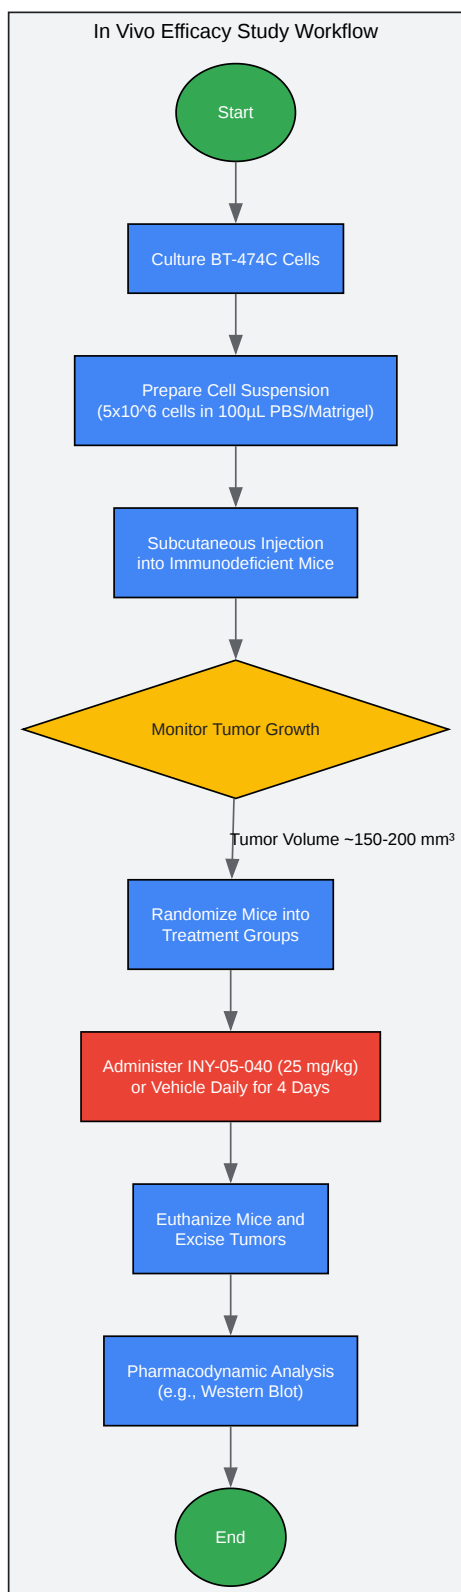 In Vivo Efficacy Study Workflow
Start
Culture BT-474C Cells
Prepare Cell Suspension
(5x10^6 cells in 100µL PBS/Matrigel)
Subcutaneous Injection
into Immunodeficient Mice
Monitor Tumor Growth
Tumor Volume ~150-200 mm³
Randomize Mice into
Treatment Groups
Administer INY-05-040 (25 mg/kg)
or Vehicle Daily for 4 Days
Euthanize Mice and
Excise Tumors
Pharmacodynamic Analysis
(e.g., Western Blot)
End